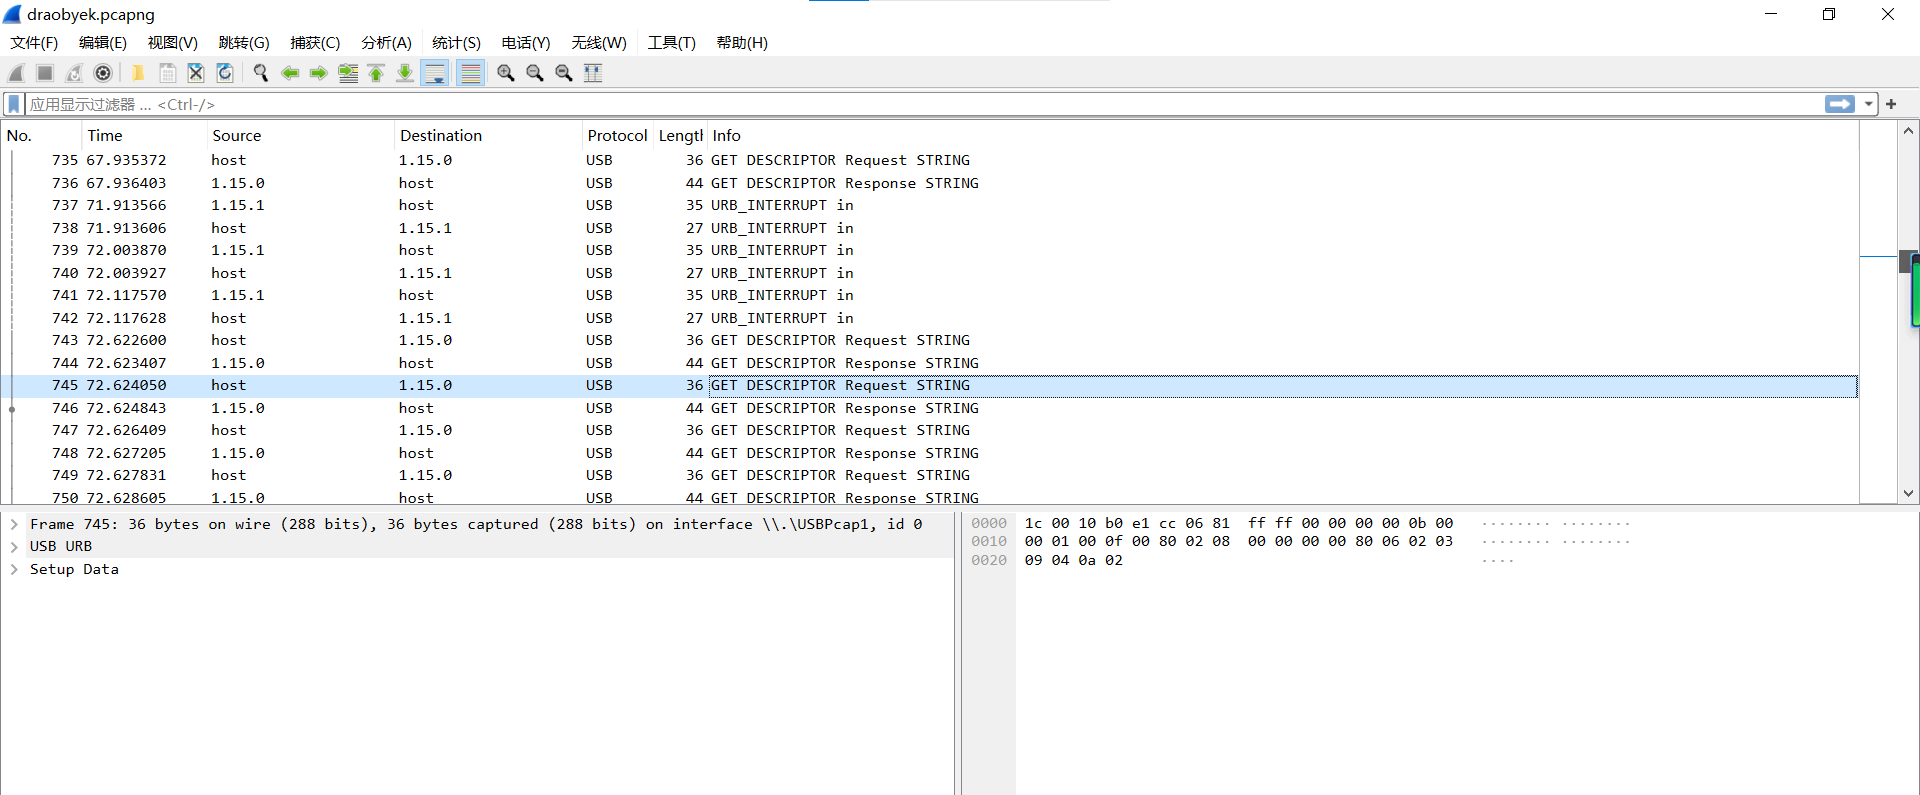 draobyek.pcapng
文件(F) 编辑(E) 视图(V) 跳转(G) 捕获(C) 分析(A) 统计(S) 电话(Y) 无线(W) 工具(T) 帮助(H)
应用显示过滤器 … <Ctrl-/>
No. Time Source Destination Protocol Length Info
735 67.935372 host 1.15.0 USB 36 GET DESCRIPTOR Request STRING
736 67.936403 1.15.0 host USB 44 GET DESCRIPTOR Response STRING
737 71.913566 1.15.1 host USB 35 URB_INTERRUPT in
738 71.913606 host 1.15.1 USB 27 URB_INTERRUPT in
739 72.003870 1.15.1 host USB 35 URB_INTERRUPT in
740 72.003927 host 1.15.1 USB 27 URB_INTERRUPT in
741 72.117570 1.15.1 host USB 35 URB_INTERRUPT in
742 72.117628 host 1.15.1 USB 27 URB_INTERRUPT in
743 72.622600 host 1.15.0 USB 36 GET DESCRIPTOR Request STRING
744 72.623407 1.15.0 host USB 44 GET DESCRIPTOR Response STRING
745 72.624050 host 1.15.0 USB 36 GET DESCRIPTOR Request STRING
746 72.624843 1.15.0 host USB 44 GET DESCRIPTOR Response STRING
747 72.626409 host 1.15.0 USB 36 GET DESCRIPTOR Request STRING
748 72.627205 1.15.0 host USB 44 GET DESCRIPTOR Response STRING
749 72.627831 host 1.15.0 USB 36 GET DESCRIPTOR Request STRING
750 72.628605 1.15.0 host USB 44 GET DESCRIPTOR Response STRING
Frame 745: 36 bytes on wire (288 bits), 36 bytes captured (288 bits) on interface \\.\USBPcap1, id 0
USB URB
Setup Data
0000 1c 00 10 b0 e1 cc 06 81 ff ff 00 00 00 00 0b 00 ········ ········
0010 00 01 00 0f 00 80 02 08 00 00 00 00 80 06 02 03 ········ ········
0020 09 04 0a 02 ····